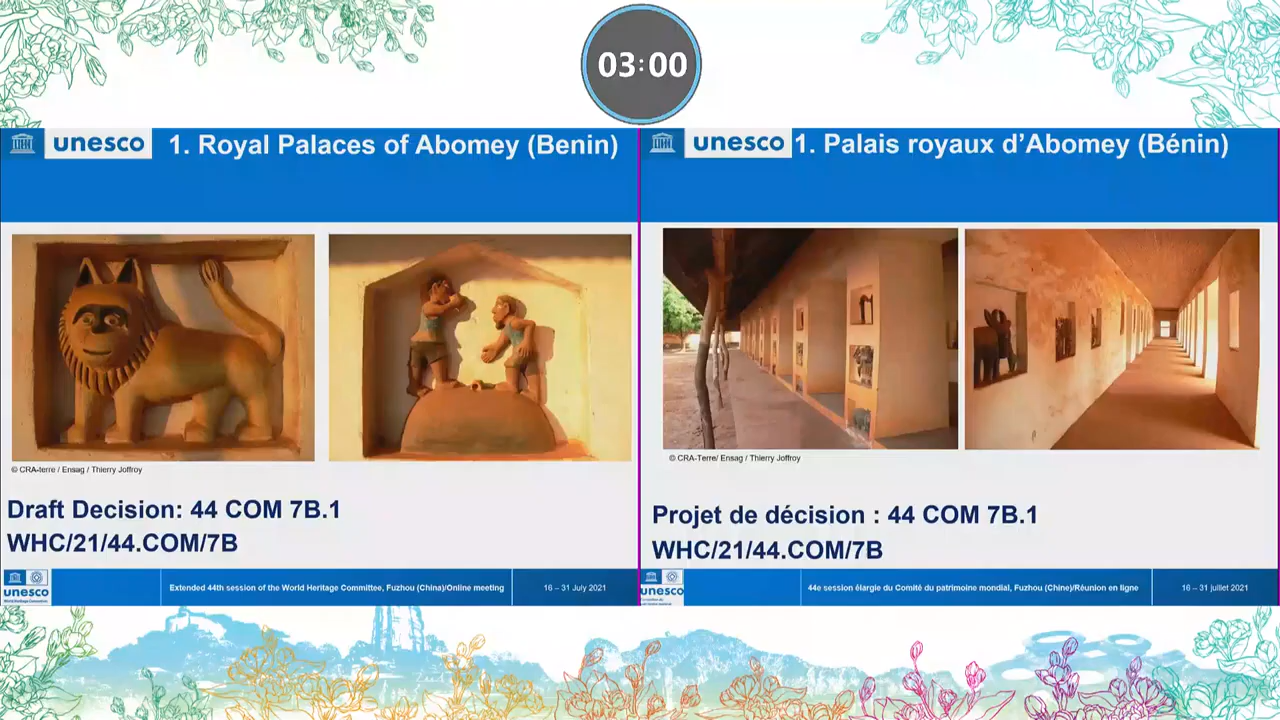 03:00
unesco
1. Royal Palaces of Abomey (Benin)
© CRA-terre / Ensag / Thierry Joffroy
Draft Decision: 44 COM 7B.1
WHC/21/44.COM/7B
unesco
World Heritage Convention
Extended 44th session of the World Heritage Committee, Fuzhou (China)/Online meeting
16 – 31 July 2021
unesco
1. Palais royaux d’Abomey (Bénin)
© CRA-Terre/ Ensag / Thierry Joffroy
Projet de décision : 44 COM 7B.1
WHC/21/44.COM/7B
unesco
44e session élargie du Comité du patrimoine mondial, Fuzhou (Chine)/Réunion en ligne
16 – 31 juillet 2021